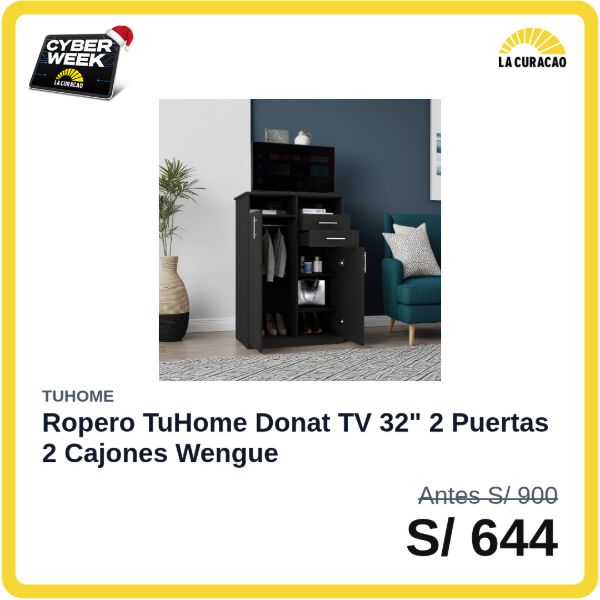 CYBER
WEEK
LA CURACAO
LA CURACAO
TUHOME
Ropero TuHome Donat TV 32" 2 Puertas
2 Cajones Wengue
Antes S/ 900
S/ 644